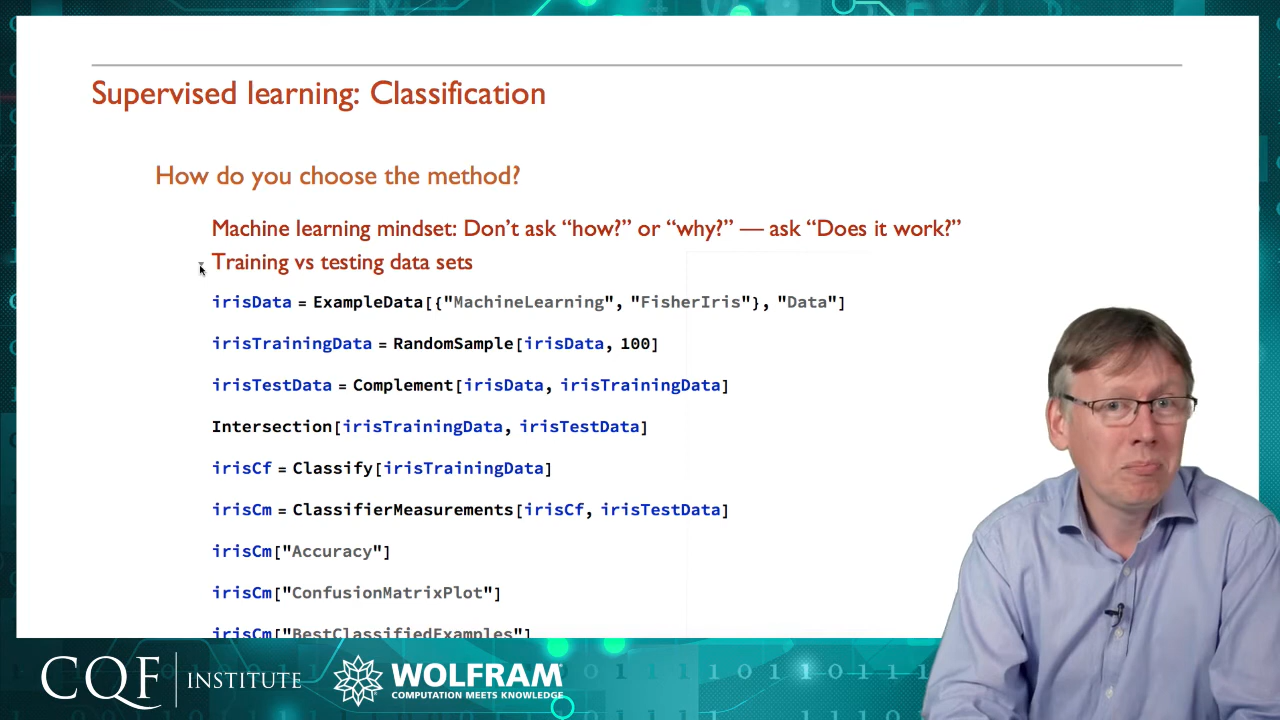 Supervised learning: Classification
How do you choose the method?
Machine learning mindset: Don’t ask “how?” or “why?” — ask “Does it work?”
Training vs testing data sets
irisData = ExampleData[{"MachineLearning", "FisherIris"}, "Data"]
irisTrainingData = RandomSample[irisData, 100]
irisTestData = Complement[irisData, irisTrainingData]
Intersection[irisTrainingData, irisTestData]
irisCf = Classify[irisTrainingData]
irisCm = ClassifierMeasurements[irisCf, irisTestData]
irisCm["Accuracy"]
irisCm["ConfusionMatrixPlot"]
irisCm["BestClassifiedExamples"]
CQF INSTITUTE
WOLFRAM
COMPUTATION MEETS KNOWLEDGE